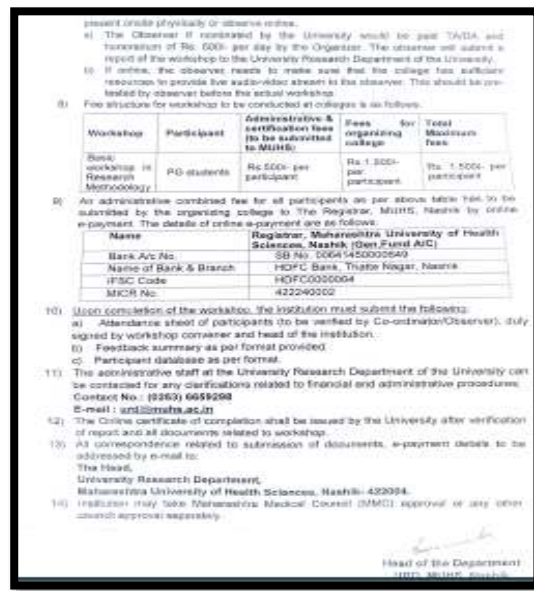 present onsite physically or observe online.
a) The Observer if nominated by the University would be paid TA/DA and
honorarium of Rs. 500/- per day by the Organizer. The observer will submit a
report of the workshop to the University Research Department of the University.
b) If online, the observer needs to make sure that the college has sufficient
resources to provide live audio-video stream to the observer. This should be pre-
tested by observer before the actual workshop.
8) Fee structure for workshop to be conducted at colleges is as follows.
Workshop Participant Administrative & certification fees (to be submitted to MUHS) Fees for organizing college Total Maximum fees
Basic workshop in Research Methodology PG students Rs.500/- per participant Rs 1,500/- per participant Rs. 1,500/- per participant
9) An administrative combined fee for all participants as per above table has to be
submitted by the organizing college to The Registrar, MUHS, Nashik by online
e-payment. The details of online e-payment are as follows:
Name Registrar, Maharashtra University of Health Sciences, Nashik (Gen.Fund A/C)
Bank A/c No. SB No.
Name of Bank & Branch HDFC Bank, Thatte Nagar, Nashik
IFSC Code HDFC0000064
MICR No. 422240002
10) Upon completion of the workshop, the institution must submit the following:
a) Attendance sheet of participants (to be verified by Co-ordinator/Observer), duly
signed by workshop convener and head of the institution.
b) Feedback summary as per format provided.
c) Participant database as per format.
11) The administrative staff at the University Research Department of the University can
be contacted for any clarifications related to financial and administrative procedures.
Contact No.: (0253) 6659298
E-mail : urd@muhs.ac.in
12) The Online certificate of completion shall be issued by the University after verification
of report and all documents related to workshop.
13) All correspondence related to submission of documents, e-payment details to be
addressed by e-mail to:
The Head,
University Research Department,
Maharashtra University of Health Sciences, Nashik- 422004.
14) Institution may take Maharashtra Medical Council (MMC) approval or any other
council approval separately.
Head of the Department
URD, MUHS, Nashik